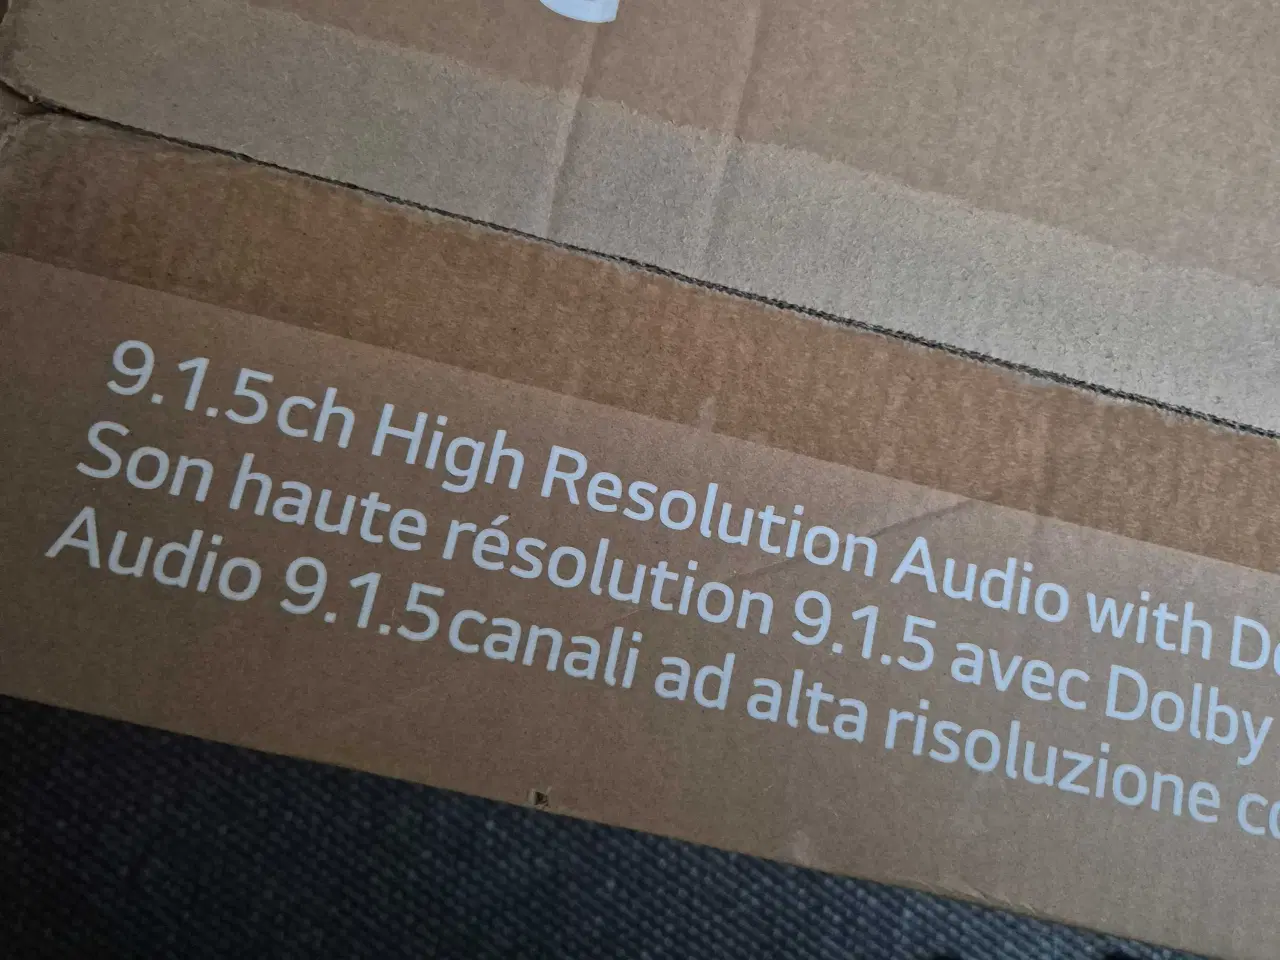 9.1.5ch High Resolution Audio with
Son haute résolution 9.1.5 avec Dolby
Audio 9.1.5canali ad alta risoluzione